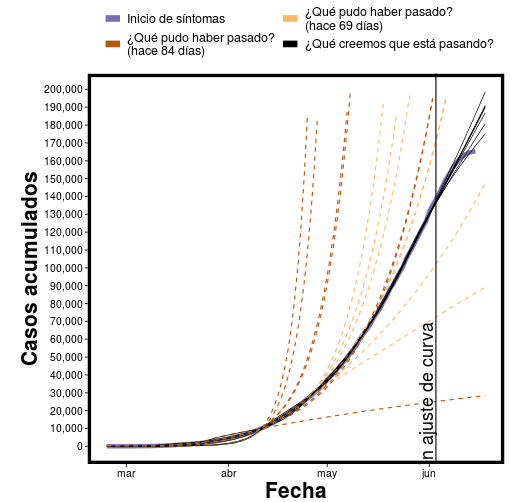 Inicio de síntomas
¿Qué pudo haber pasado?
(hace 84 días)
¿Qué pudo haber pasado?
(hace 69 días)
¿Qué creemos que está pasando?
Casos acumulados
200,000
190,000
180,000
170,000
160,000
150,000
140,000
130,000
120,000
110,000
100,000
90,000
80,000
70,000
60,000
50,000
40,000
30,000
20,000
10,000
0
n ajuste de curva
mar
abr
may
jun
Fecha